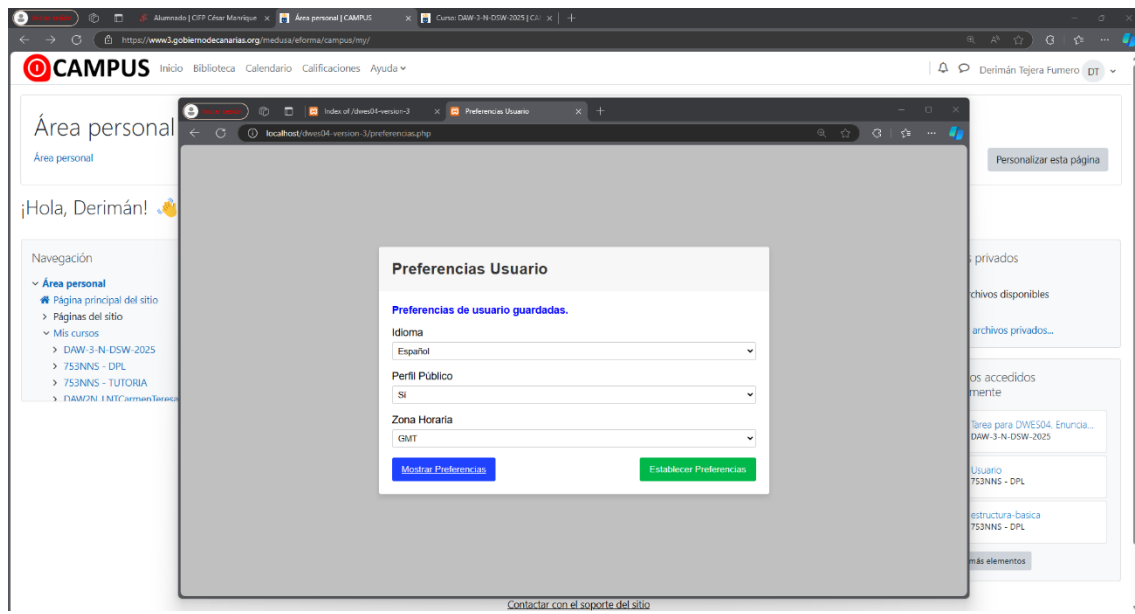 Alumnado | CIFP César Manrique
Área personal | CAMPUS
Curso: DAW-3-N-DSW-2025 | CA
https://www3.gobiernodecanarias.org/medusa/eforma/campus/my/
CAMPUS Inicio Biblioteca Calendario Calificaciones Ayuda
Derimán Tejera Fumero DT
Index of /dwes04-version-3
Preferencias Usuario
localhost/dwes04-version-3/preferencias.php
Área personal
Área personal
Personalizar esta página
¡Hola, Derimán!
Navegación
Área personal
Página principal del sitio
Páginas del sitio
Mis cursos
DAW-3-N-DSW-2025
753NNS - DPL
753NNS - TUTORIA
DAW2N_LNTCarmenTeresa
Preferencias Usuario
Preferencias de usuario guardadas.
Idioma
Español
Perfil Público
Sí
Zona Horaria
GMT
Mostrar Preferencias
Establecer Preferencias
s privados
rchivos disponibles
archivos privados...
os accedidos
mente
Tarea para DWES04. Enuncia...
DAW-3-N-DSW-2025
Usuario
753NNS - DPL
estructura-basica
753NNS - DPL
más elementos
Contactar con el soporte del sitio